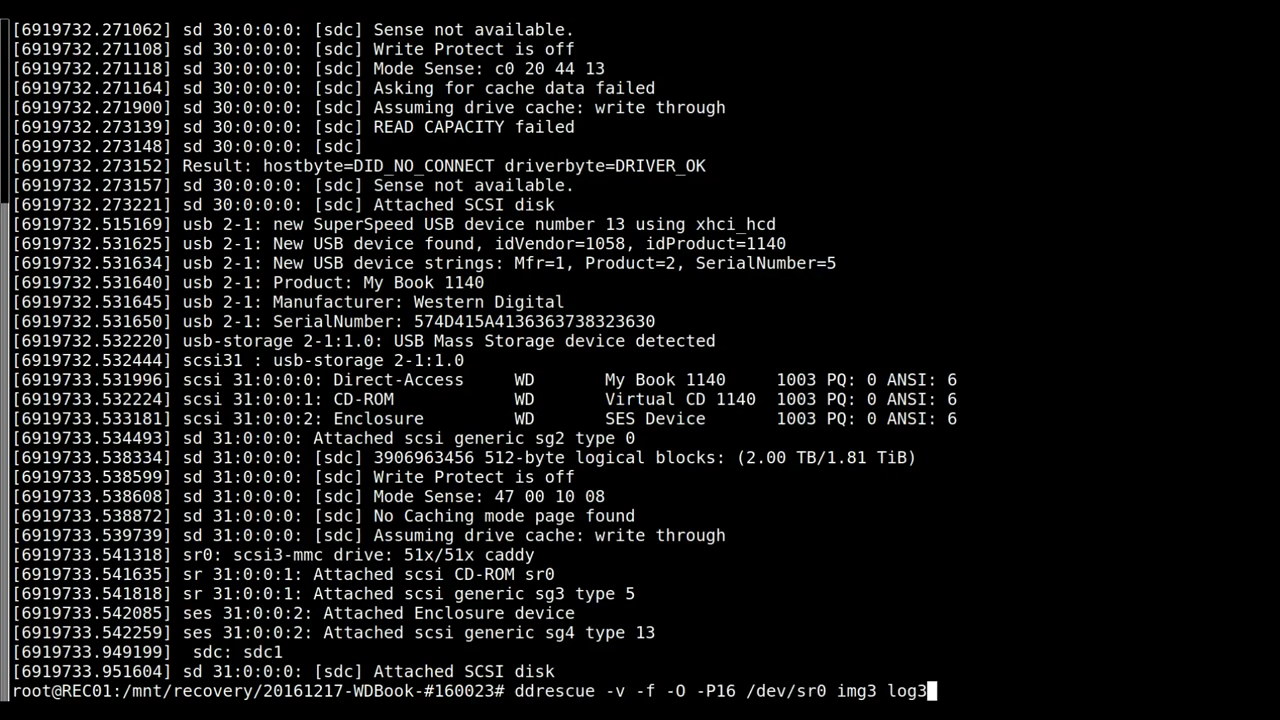 [6919732.271062] sd 30:0:0:0: [sdc] Sense not available.
[6919732.271108] sd 30:0:0:0: [sdc] Write Protect is off
[6919732.271118] sd 30:0:0:0: [sdc] Mode Sense: c0 20 44 13
[6919732.271164] sd 30:0:0:0: [sdc] Asking for cache data failed
[6919732.271900] sd 30:0:0:0: [sdc] Assuming drive cache: write through
[6919732.273139] sd 30:0:0:0: [sdc] READ CAPACITY failed
[6919732.273148] sd 30:0:0:0: [sdc]
[6919732.273152] Result: hostbyte=DID_NO_CONNECT driverbyte=DRIVER_OK
[6919732.273157] sd 30:0:0:0: [sdc] Sense not available.
[6919732.273221] sd 30:0:0:0: [sdc] Attached SCSI disk
[6919732.515169] usb 2-1: new SuperSpeed USB device number 13 using xhci_hcd
[6919732.531625] usb 2-1: New USB device found, idVendor=1058, idProduct=1140
[6919732.531634] usb 2-1: New USB device strings: Mfr=1, Product=2, SerialNumber=5
[6919732.531640] usb 2-1: Product: My Book 1140
[6919732.531645] usb 2-1: Manufacturer: Western Digital
[6919732.531650] usb 2-1: SerialNumber: 574D415A4136363738323630
[6919732.532220] usb-storage 2-1:1.0: USB Mass Storage device detected
[6919732.532444] scsi31 : usb-storage 2-1:1.0
[6919733.531996] scsi 31:0:0:0: Direct-Access     WD       My Book 1140     1003 PQ: 0 ANSI: 6
[6919733.532224] scsi 31:0:0:1: CD-ROM            WD       Virtual CD 1140  1003 PQ: 0 ANSI: 6
[6919733.533181] scsi 31:0:0:2: Enclosure         WD       SES Device       1003 PQ: 0 ANSI: 6
[6919733.534493] sd 31:0:0:0: Attached scsi generic sg2 type 0
[6919733.538334] sd 31:0:0:0: [sdc] 3906963456 512-byte logical blocks: (2.00 TB/1.81 TiB)
[6919733.538599] sd 31:0:0:0: [sdc] Write Protect is off
[6919733.538608] sd 31:0:0:0: [sdc] Mode Sense: 47 00 10 08
[6919733.538872] sd 31:0:0:0: [sdc] No Caching mode page found
[6919733.539739] sd 31:0:0:0: [sdc] Assuming drive cache: write through
[6919733.541318] sr0: scsi3-mmc drive: 51x/51x caddy
[6919733.541635] sr 31:0:0:1: Attached scsi CD-ROM sr0
[6919733.541818] sr 31:0:0:1: Attached scsi generic sg3 type 5
[6919733.542085] ses 31:0:0:2: Attached Enclosure device
[6919733.542259] ses 31:0:0:2: Attached scsi generic sg4 type 13
[6919733.949199]  sdc: sdc1
[6919733.951604] sd 31:0:0:0: [sdc] Attached SCSI disk
root@REC01:/mnt/recovery/20161217-WDBook-#160023# ddrescue -v -f -O -P16 /dev/sr0 img3 log3